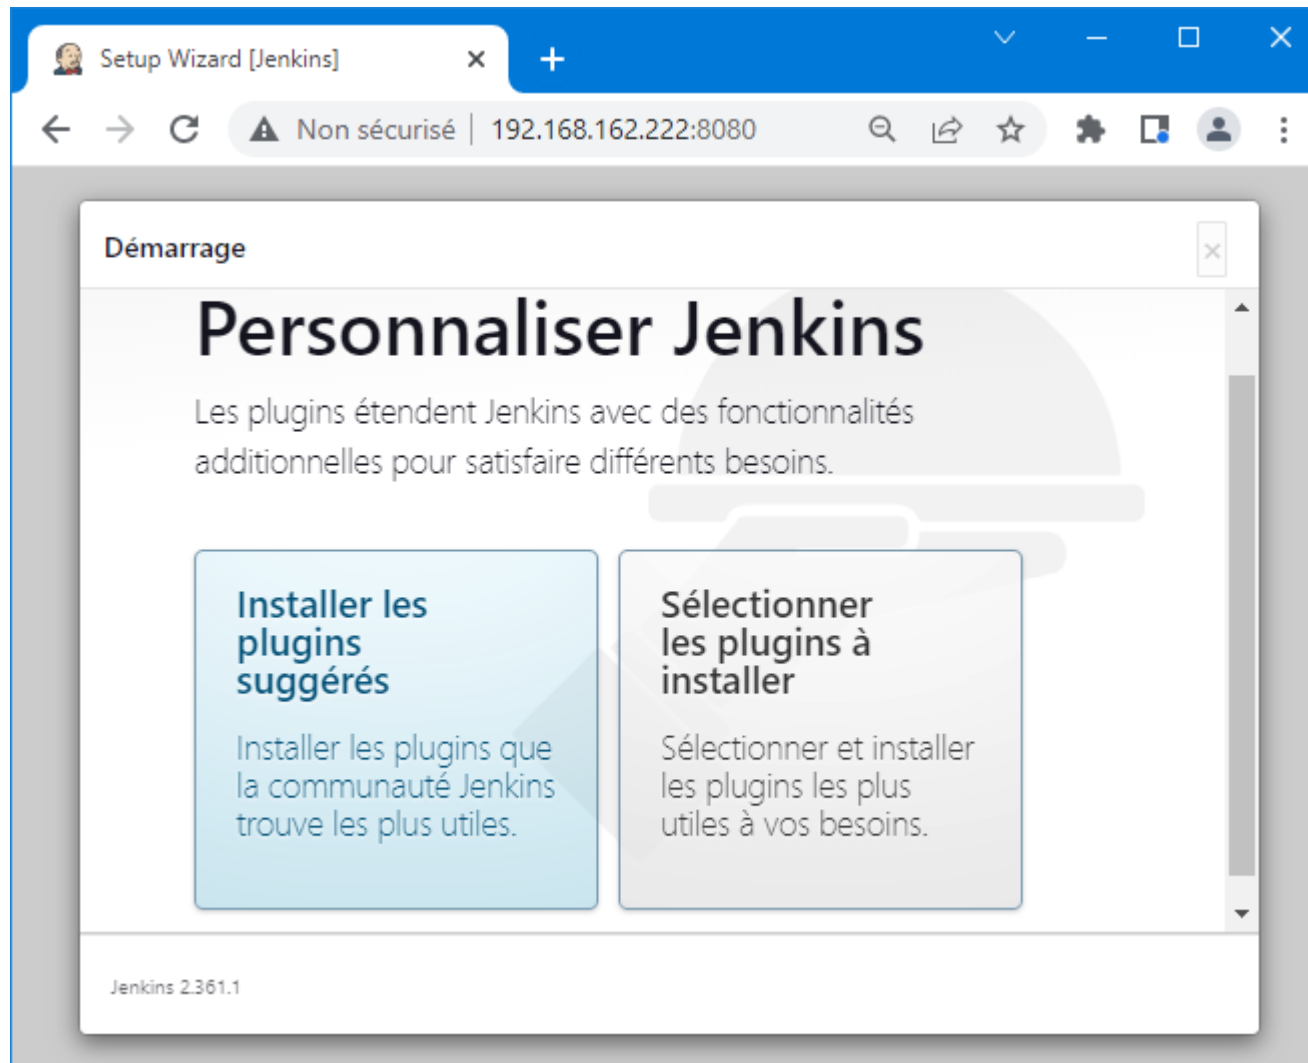 Setup Wizard [Jenkins]
Non sécurisé | 192.168.162.222:8080
Démarrage
Personnaliser Jenkins
Les plugins étendent Jenkins avec des fonctionnalités
additionnelles pour satisfaire différents besoins.
Installer les
plugins
suggérés
Installer les plugins que
la communauté Jenkins
trouve les plus utiles.
Sélectionner
les plugins à
installer
Sélectionner et installer
les plugins les plus
utiles à vos besoins.
Jenkins 2.361.1